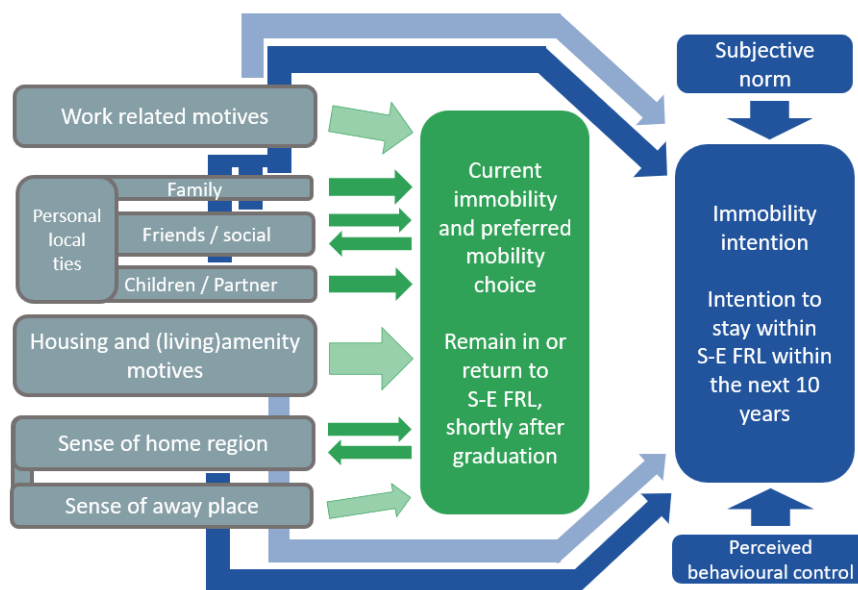 Work related motives
Personal
local
ties
Family
Friends / social
Children / Partner
Housing and (living)amenity
motives
Sense of home region
Sense of away place
Current
immobility
and preferred
mobility
choice
Remain in or
return to
S-E FRL,
shortly after
graduation
Subjective
norm
Immobility
intention
Intention to
stay within
S-E FRL within
the next 10
years
Perceived
behavioural control